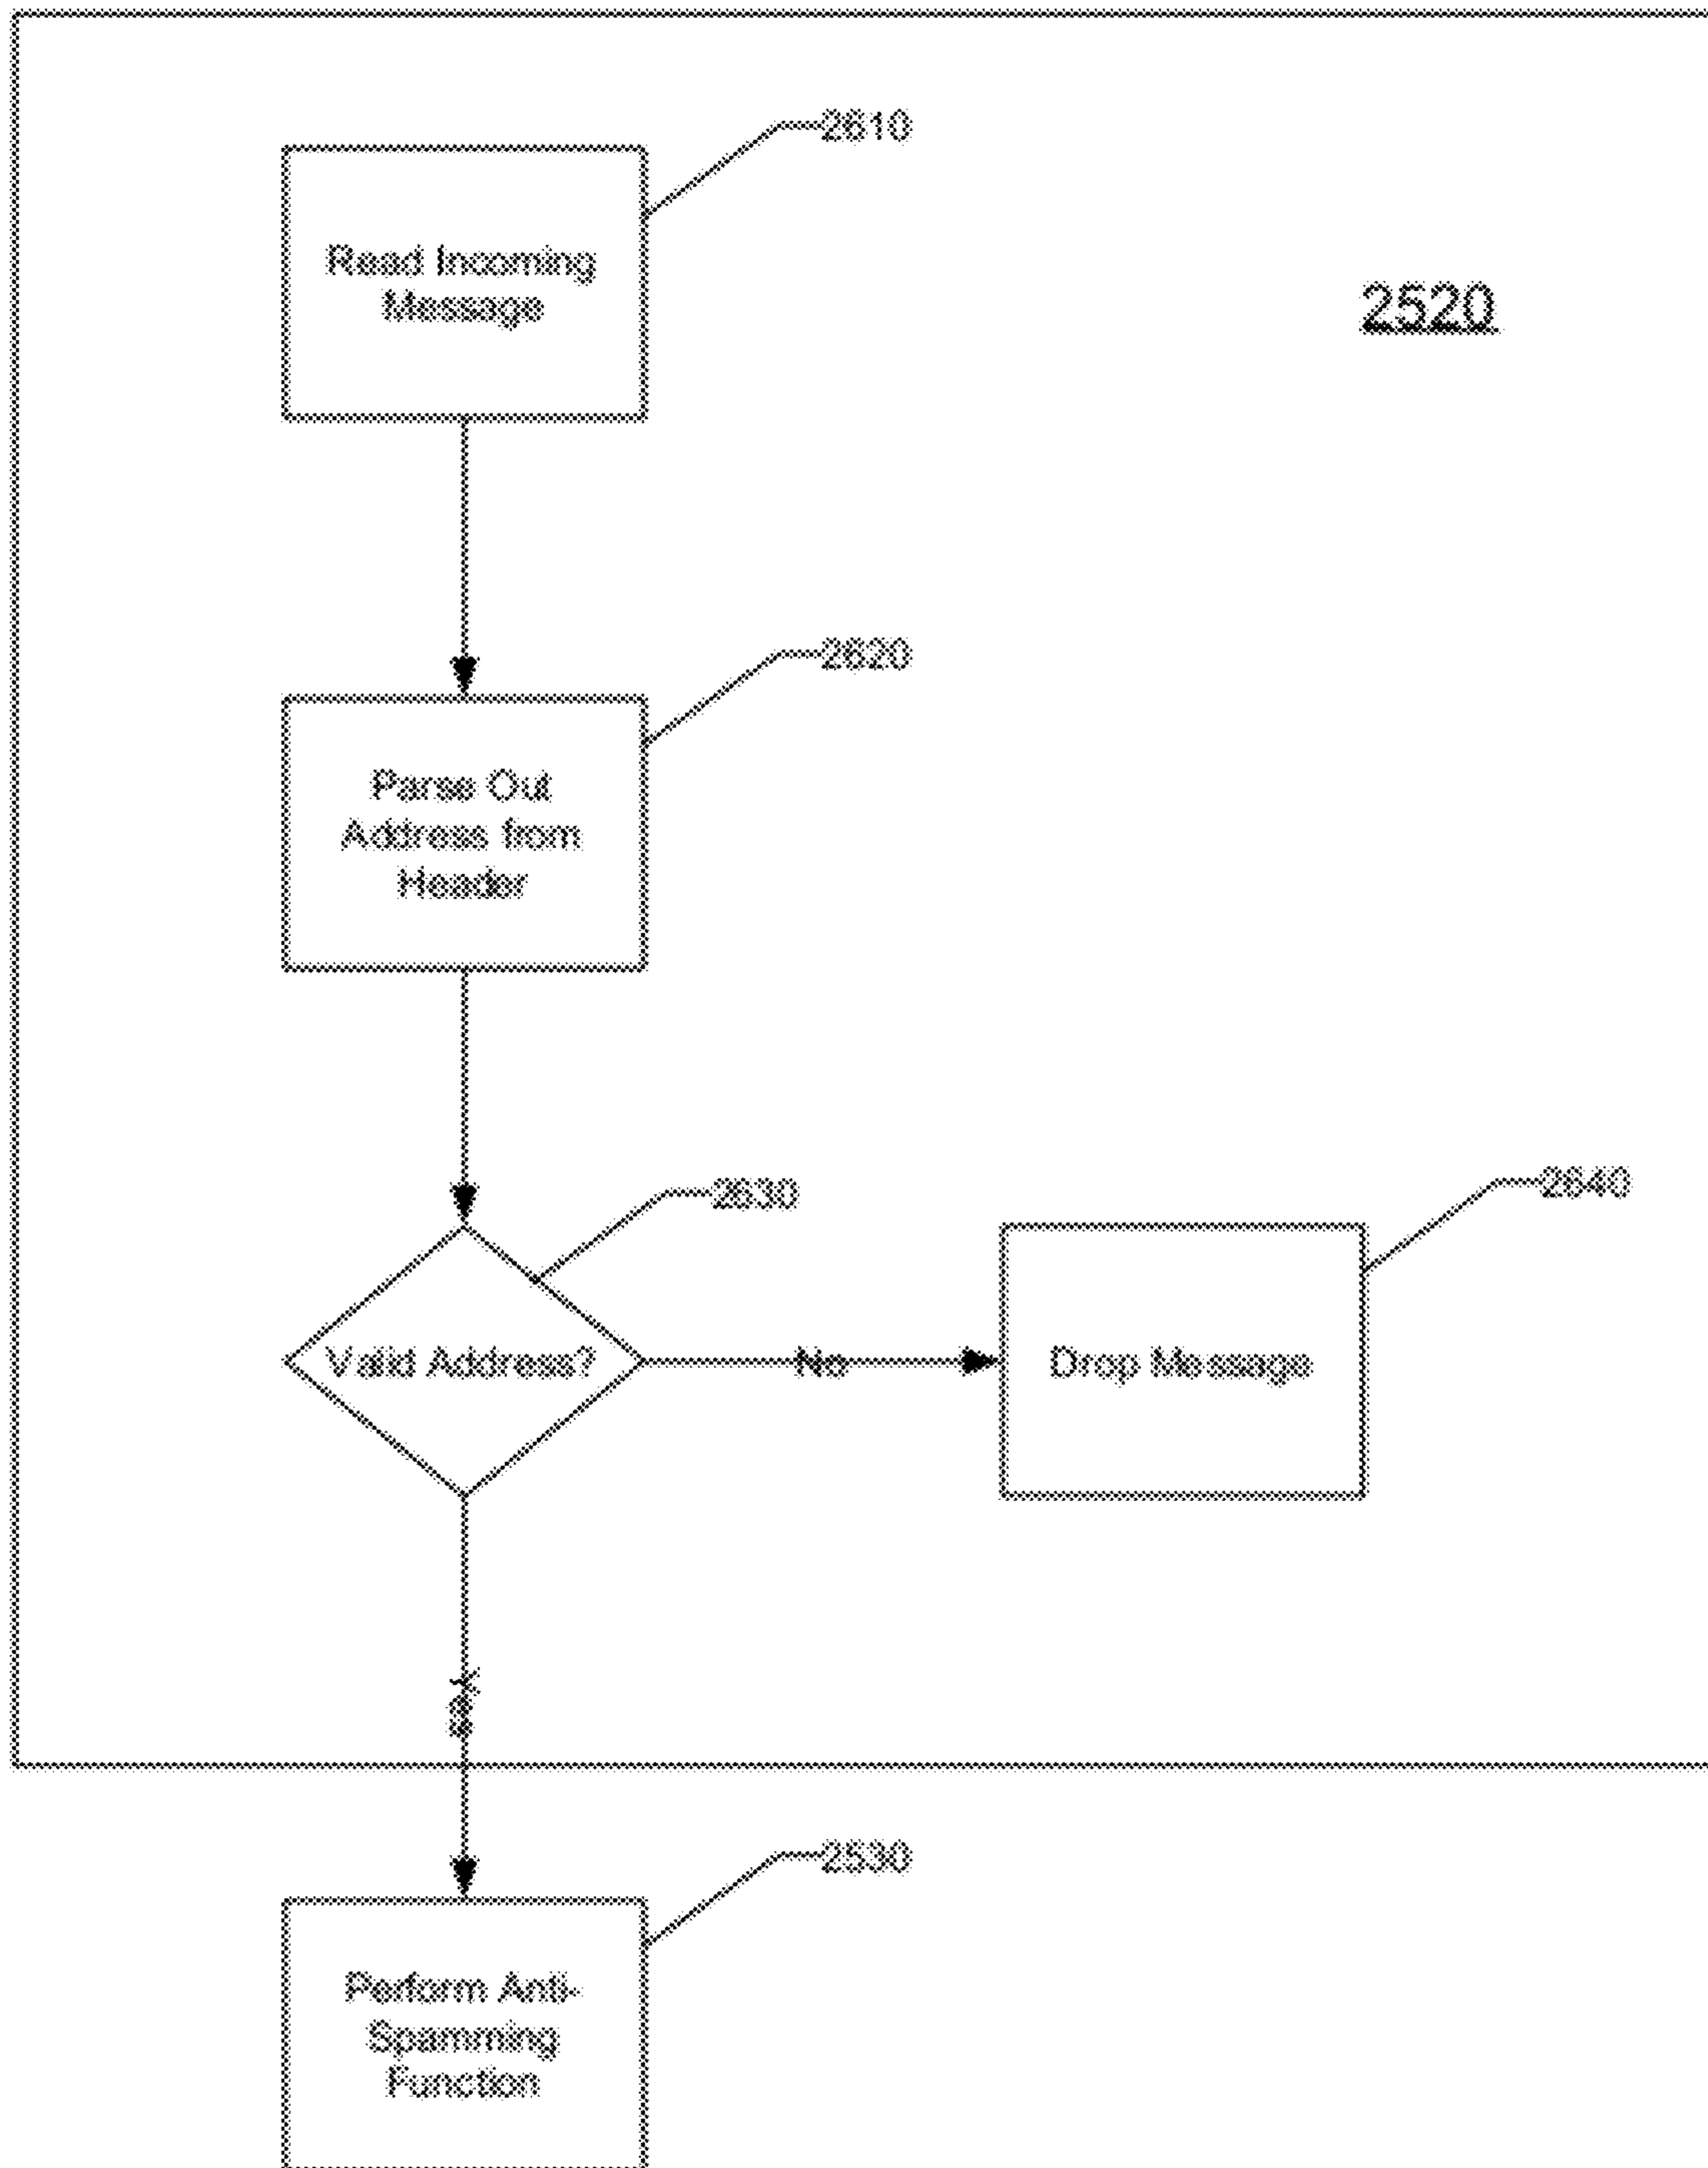 2610
Read Incoming
Message
2520
2620
Parse Out
Address from
Header
2630
2640
Valid Address?
No
Drop Message
Yes
2530
Perform Anti-
Spamming
Function